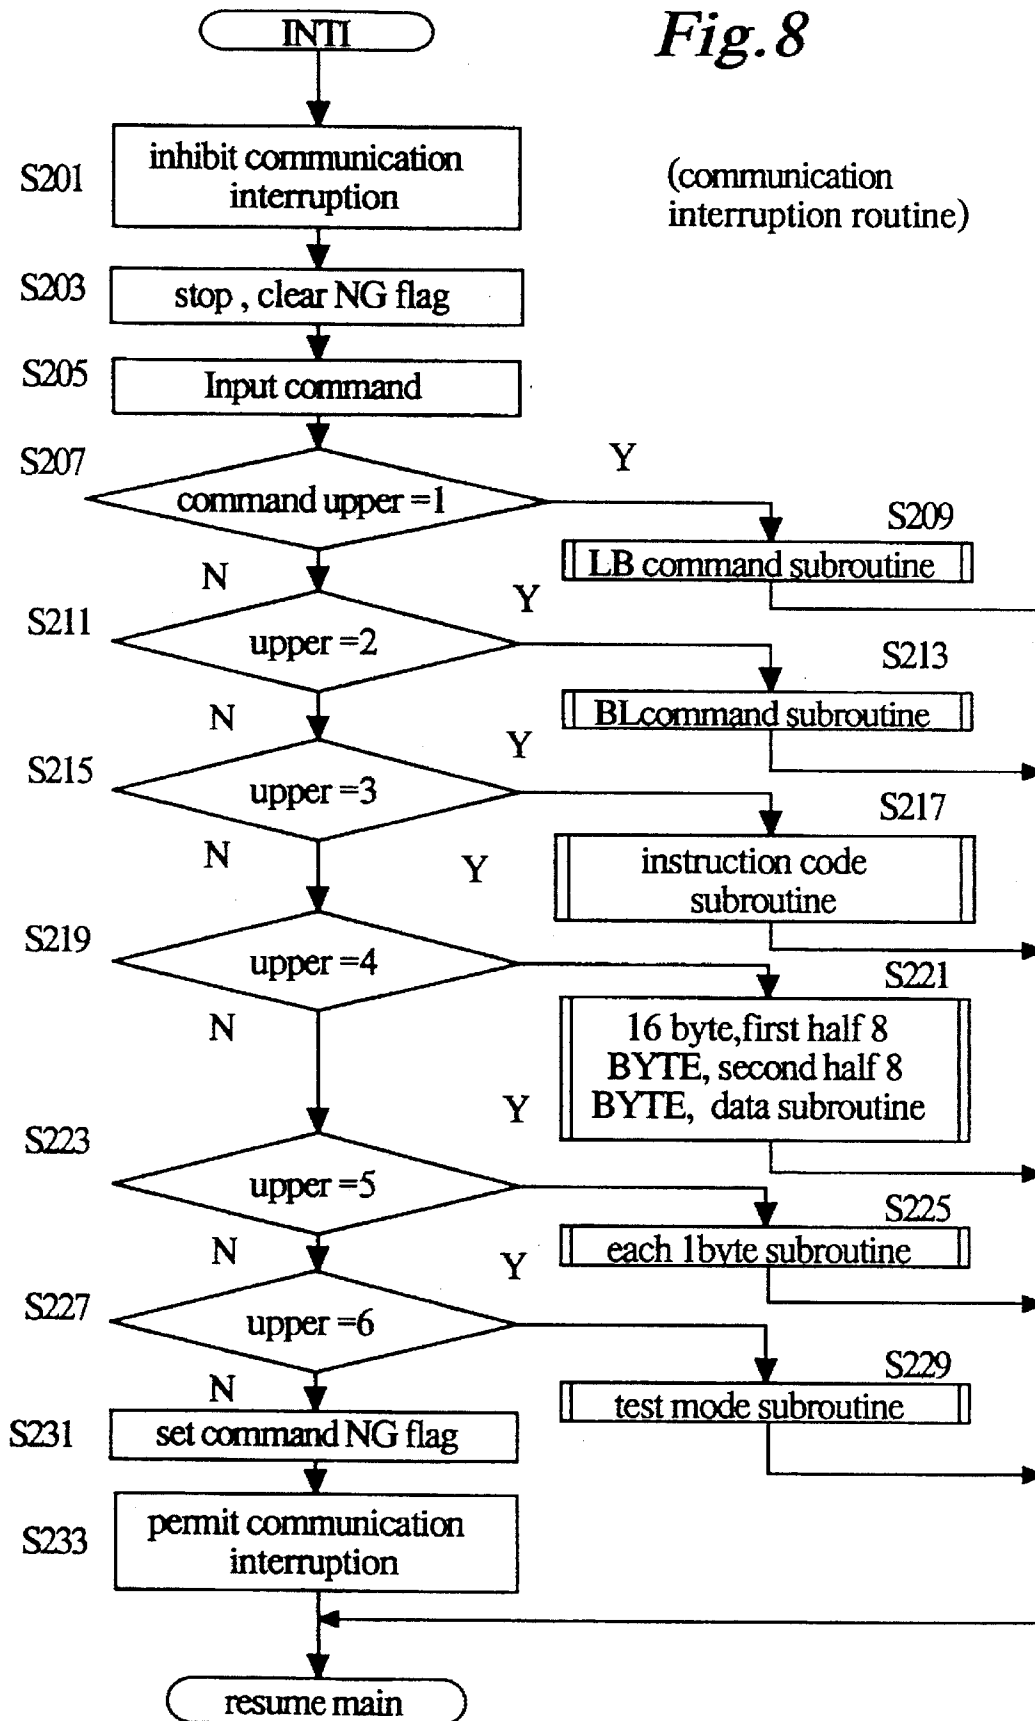 INTI
Fig. 8
S201
inhibit communication
interruption
(communication
interruption routine)
S203
stop , clear NG flag
S205
Input command
S207
command upper =1
Y
N
S209
LB command subroutine
S211
upper =2
Y
N
S213
BLcommand subroutine
S215
upper =3
Y
N
S217
instruction code
subroutine
S219
upper =4
Y
N
S221
16 byte,first half 8
BYTE, second half 8
BYTE, data subroutine
S223
upper =5
Y
N
S225
each 1byte subroutine
S227
upper =6
Y
N
S229
test mode subroutine
S231
set command NG flag
S233
permit communication
interruption
resume main